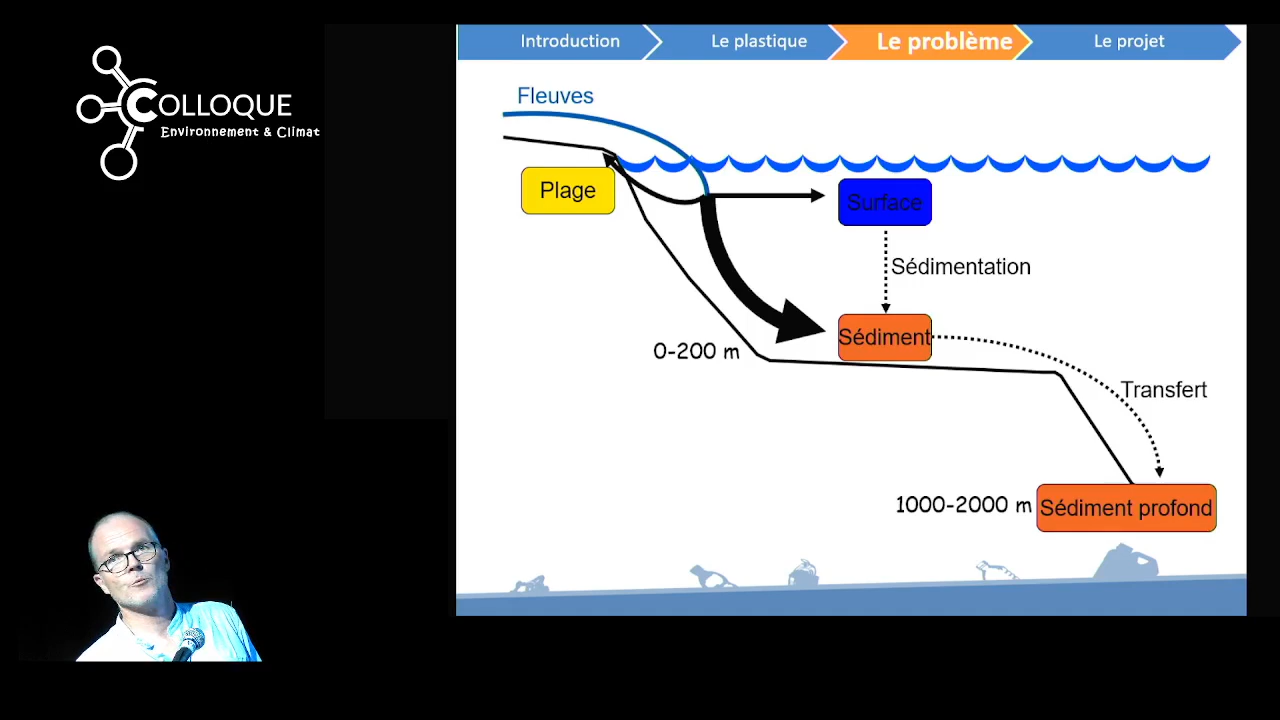 COLLOQUE
Environnement & Climat
Introduction
Le plastique
Le problème
Le projet
Fleuves
Plage
Surface
Sédimentation
Sédiment
0-200 m
Transfert
1000-2000 m
Sédiment profond